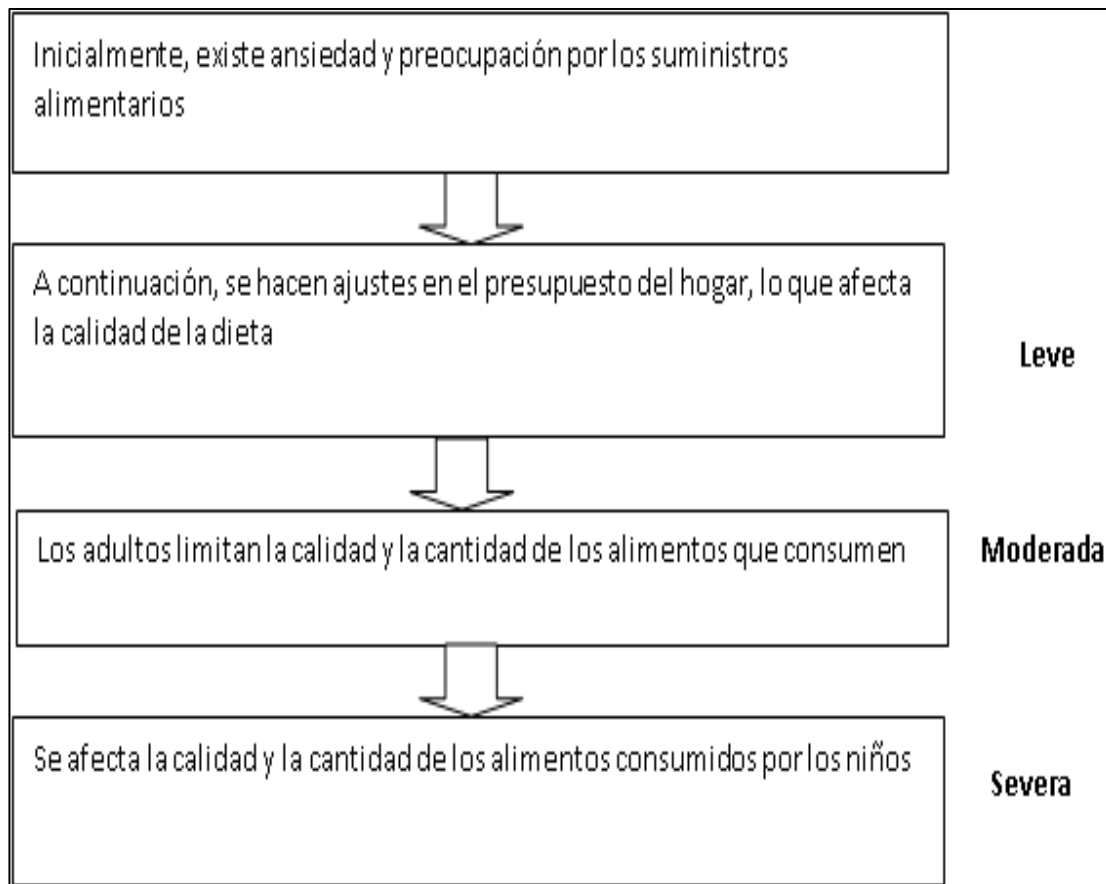 Inicialmente, existe ansiedad y preocupación por los suministros
alimentarios
A continuación, se hacen ajustes en el presupuesto del hogar, lo que afecta
la calidad de la dieta
Leve
Los adultos limitan la calidad y la cantidad de los alimentos que consumen
Moderada
Se afecta la calidad y la cantidad de los alimentos consumidos por los niños
Severa